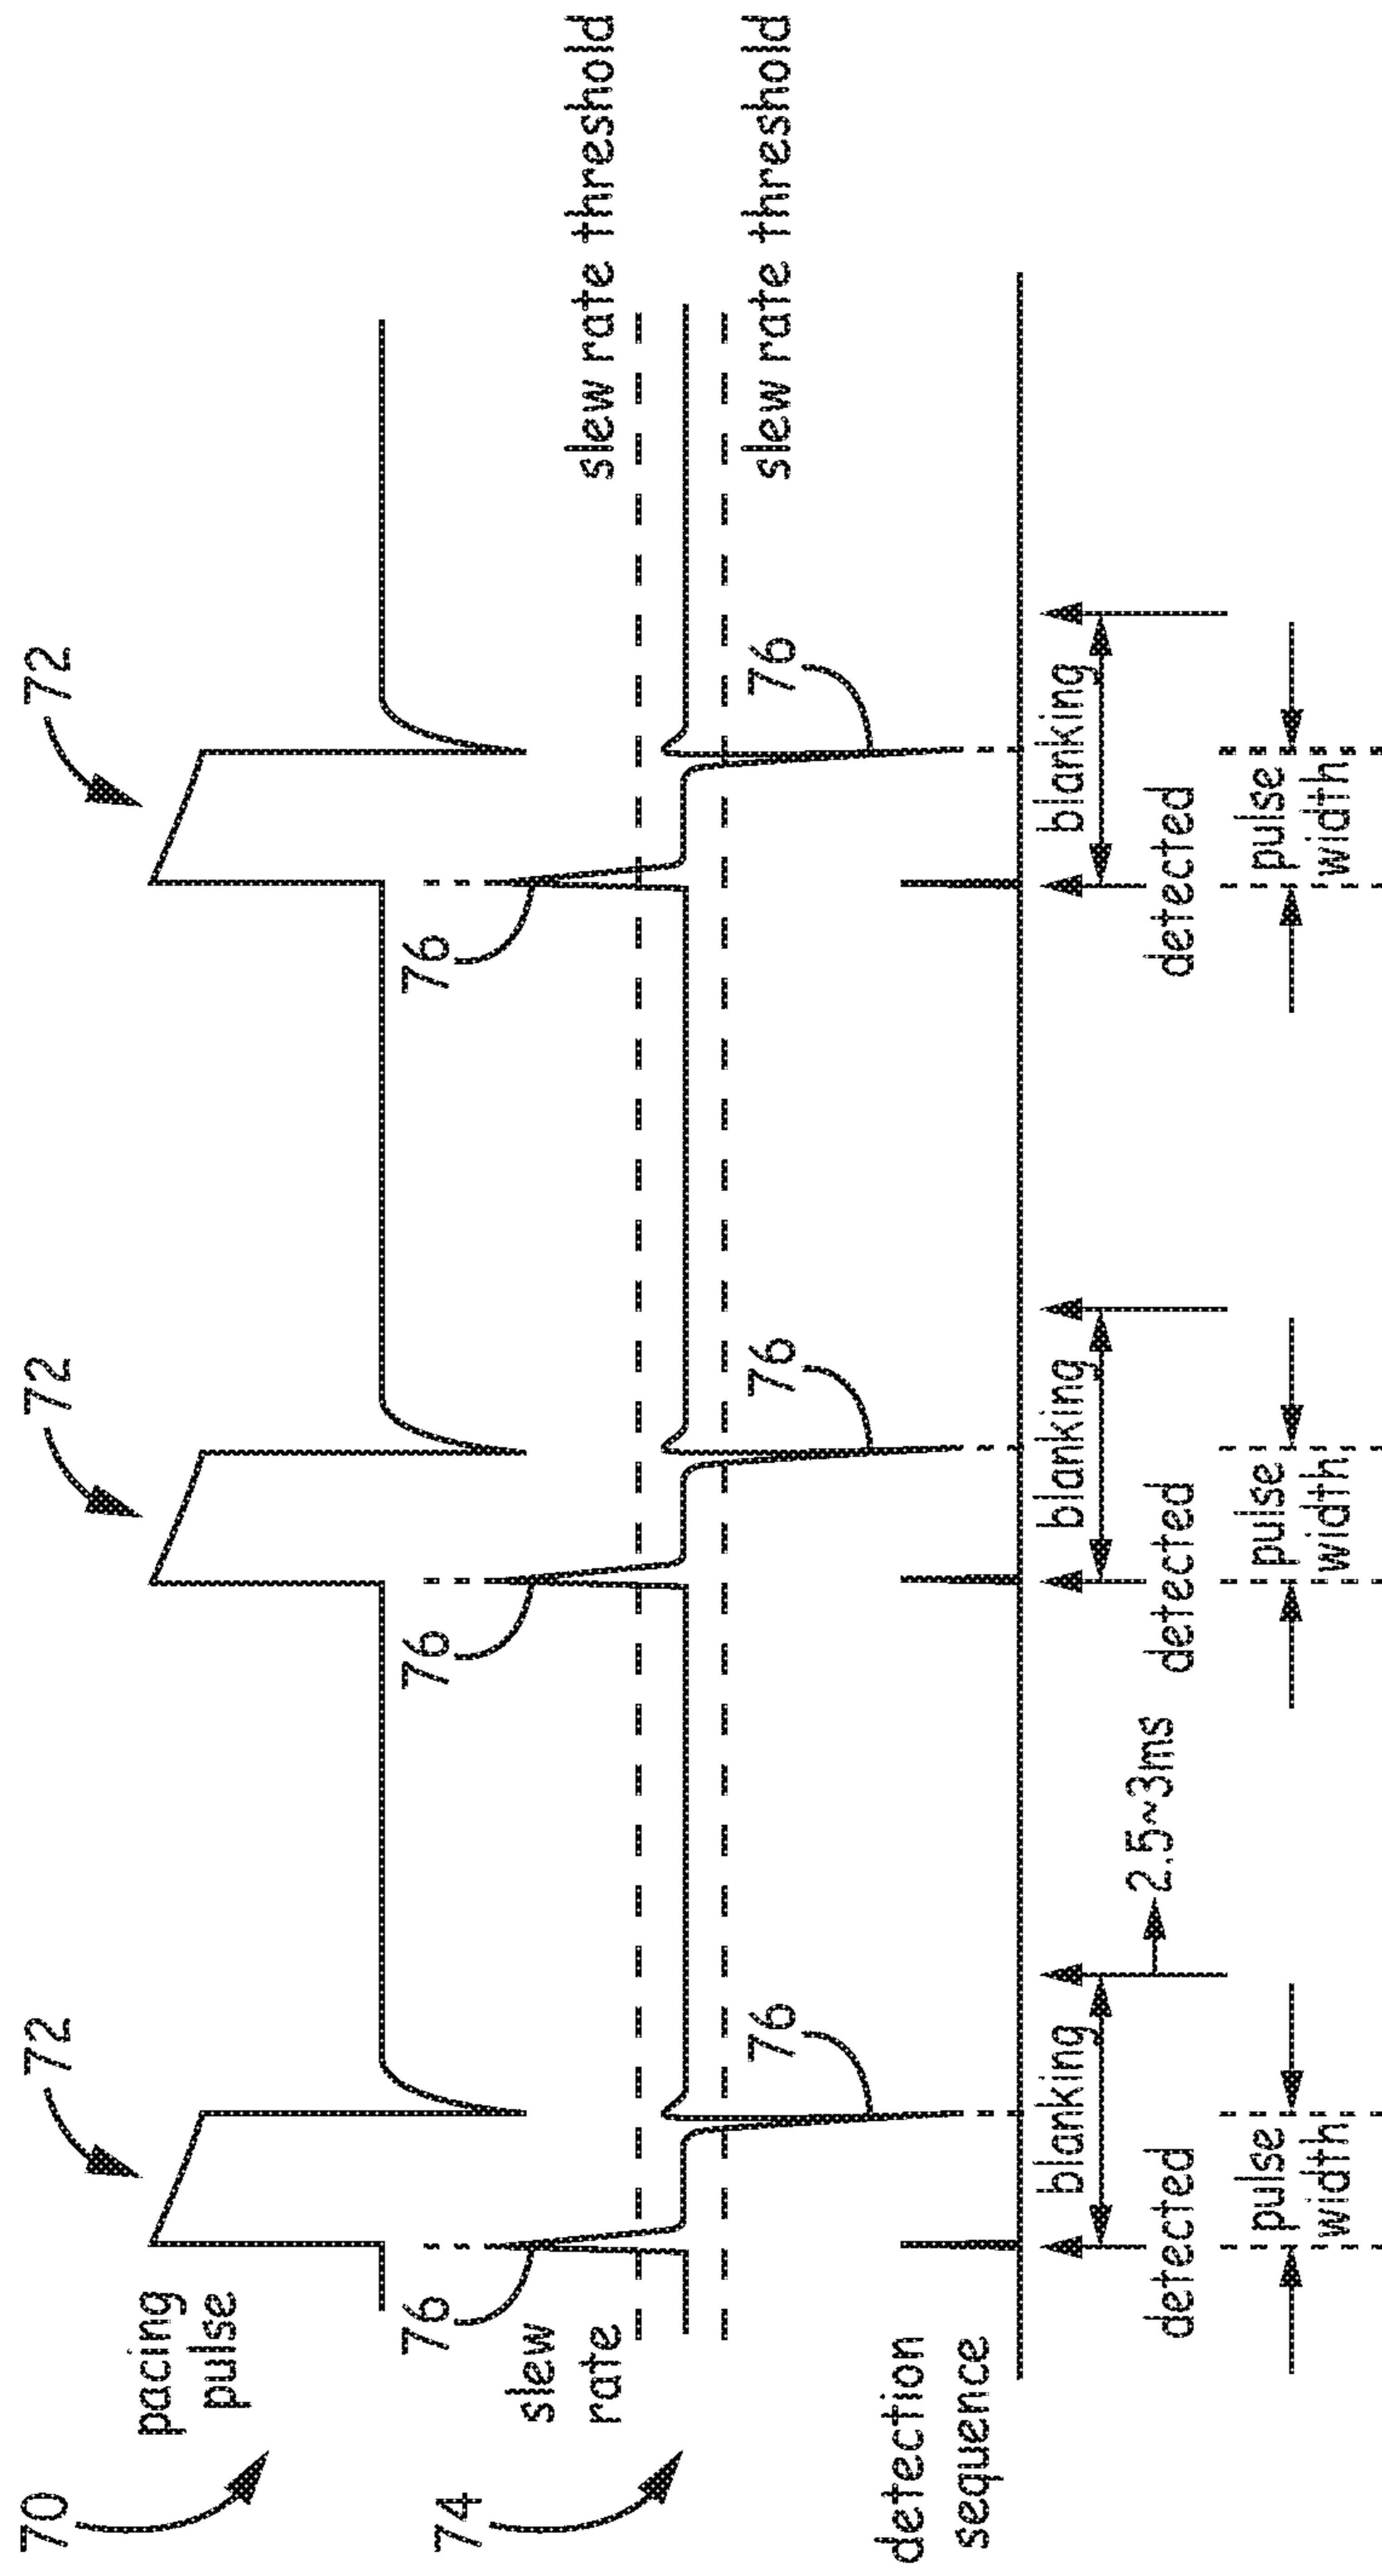 70
pacing
pulse
72
72
72
74
slew
rate
76
76
76
slew rate threshold
76
76
76
slew rate threshold
detection
sequence
blanking
blanking
blanking
detected
2.5~3ms
detected
detected
pulse
width
pulse
width
pulse
width